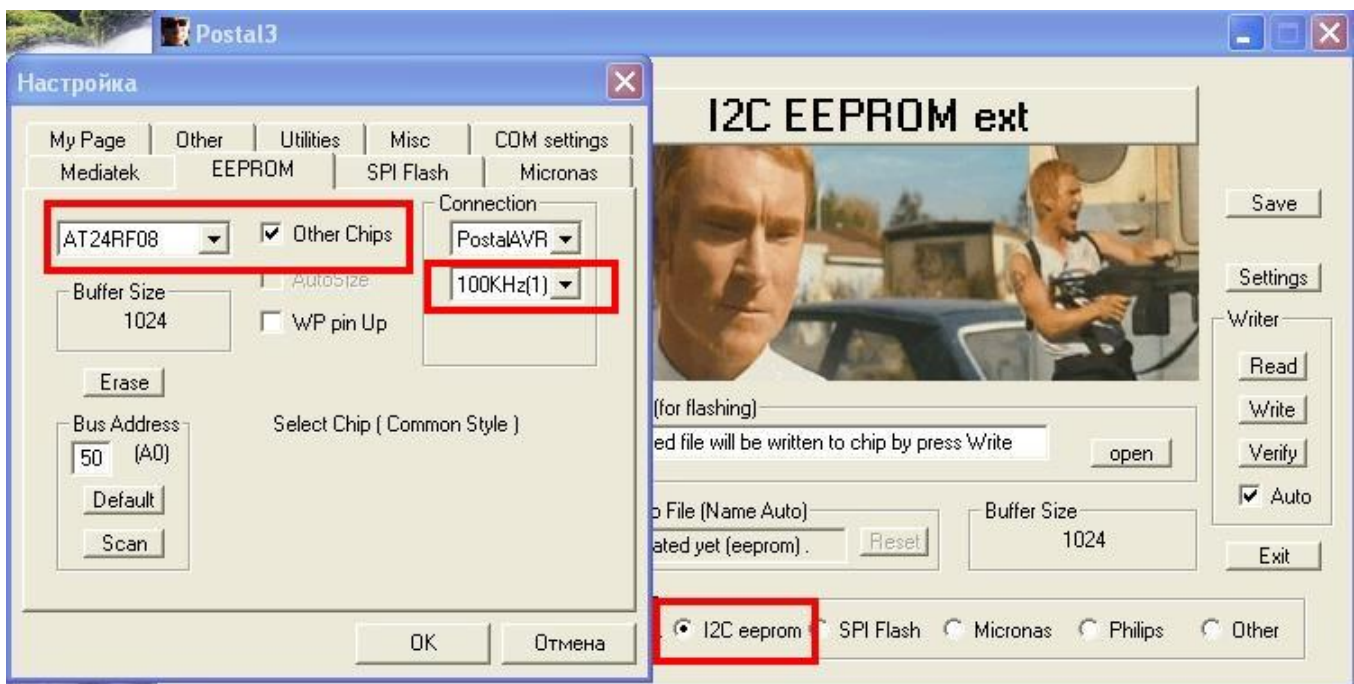 Postal3
Настройка
My Page Other Utilities Misc COM settings
Mediatek EEPROM SPI Flash Micronas
AT24RF08
Other Chips
AutoSize
WP pin Up
Connection
PostalAVR
100KHz(1)
Buffer Size
1024
Erase
Bus Address
50 (A0)
Default
Scan
Select Chip ( Common Style )
OK Отмена
I2C EEPROM ext
Save
Settings
Writer
Read
Write
Verify
Auto
Exit
(for flashing)
ed file will be written to chip by press Write
open
o File (Name Auto)
ated yet (eeprom) .
Reset
Buffer Size
1024
I2C eeprom SPI Flash Micronas Philips Other